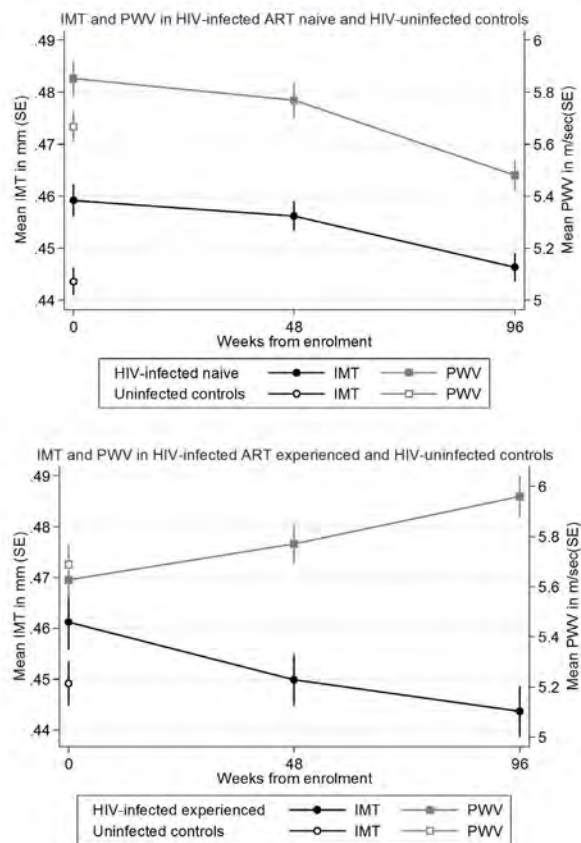 IMT and PWV in HIV-infected ART naive and HIV-uninfected controls
.49
.48
.47
.46
.45
.44
Mean IMT in mm (SE)
6
5.8
5.6
5.4
5.2
5
Mean PWV in m/sec(SE)
0
48
96
Weeks from enrolment
HIV-infected naive IMT PWV
Uninfected controls IMT PWV
IMT and PWV in HIV-infected ART experienced and HIV-uninfected controls
.49
.48
.47
.46
.45
.44
Mean IMT in mm (SE)
6
5.8
5.6
5.4
5.2
5
Mean PWV in m/sec(SE)
0
48
96
Weeks from enrolment
HIV-infected experienced IMT PWV
Uninfected controls IMT PWV